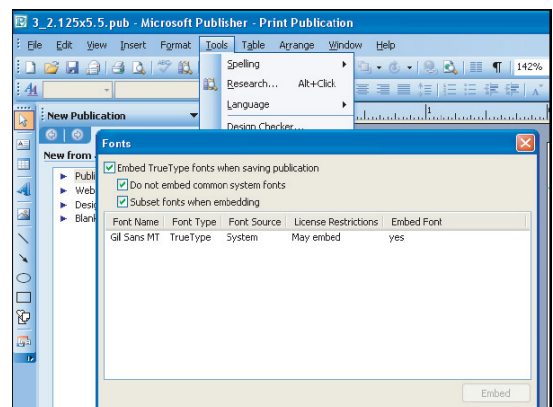 3_2.125x5.5.pub - Microsoft Publisher - Print Publication
File Edit View Insert Format Tools Table Arrange Window Help
Spelling
142%
Research... Alt+Click
Language
1
New Publication
Design Checker...
Fonts
New from
Embed TrueType fonts when saving publication
Publi
Do not embed common system fonts
Web
Subset fonts when embedding
Desig
Blank
Font Name Font Type Font Source License Restrictions Embed Font
Gil Sans MT TrueType System May embed yes
Embed